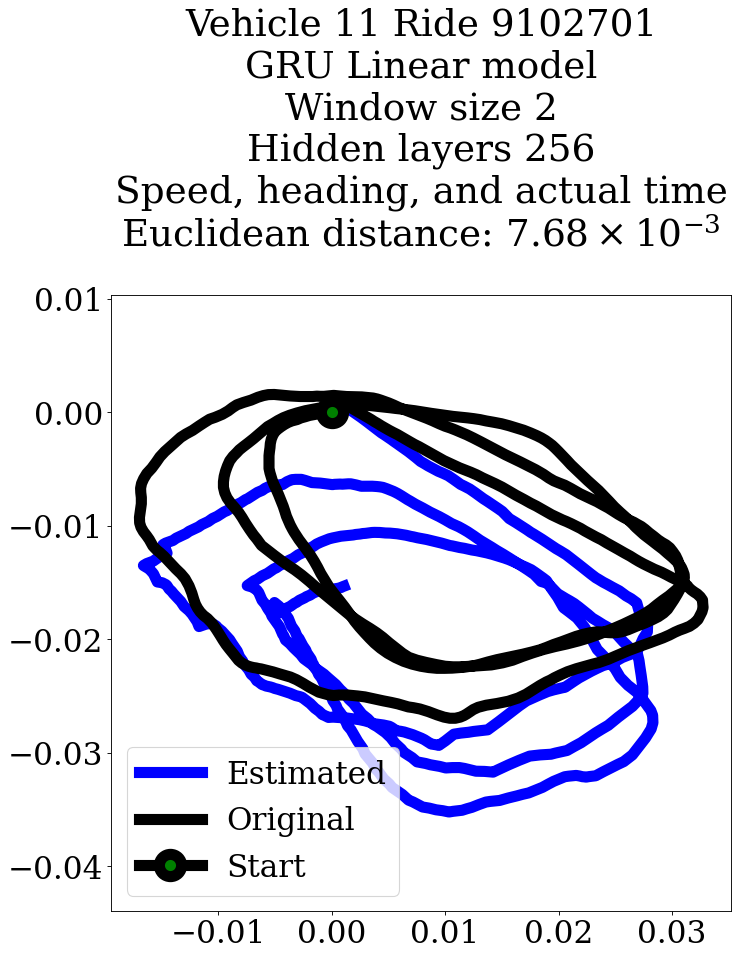 Vehicle 11 Ride 9102701
GRU Linear model
Window size 2
Hidden layers 256
Speed, heading, and actual time
Euclidean distance: 7.68 × 10⁻³
0.01
0.00
−0.01
−0.02
−0.03
−0.04
Estimated
Original
Start
−0.01 0.00 0.01 0.02 0.03